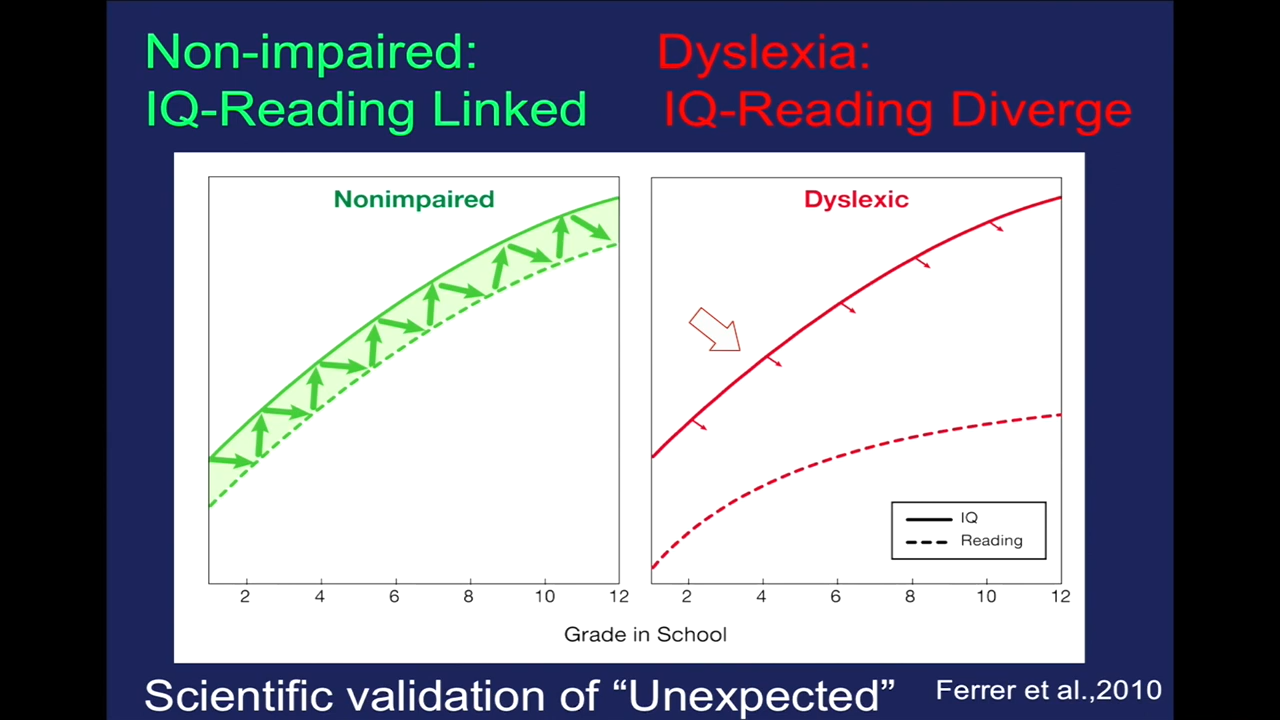 Non-impaired:
IQ-Reading Linked
Dyslexia:
IQ-Reading Diverge
Nonimpaired
2 4 6 8 10 12
Dyslexic
IQ
Reading
2 4 6 8 10 12
Grade in School
Scientific validation of “Unexpected”
Ferrer et al.,2010